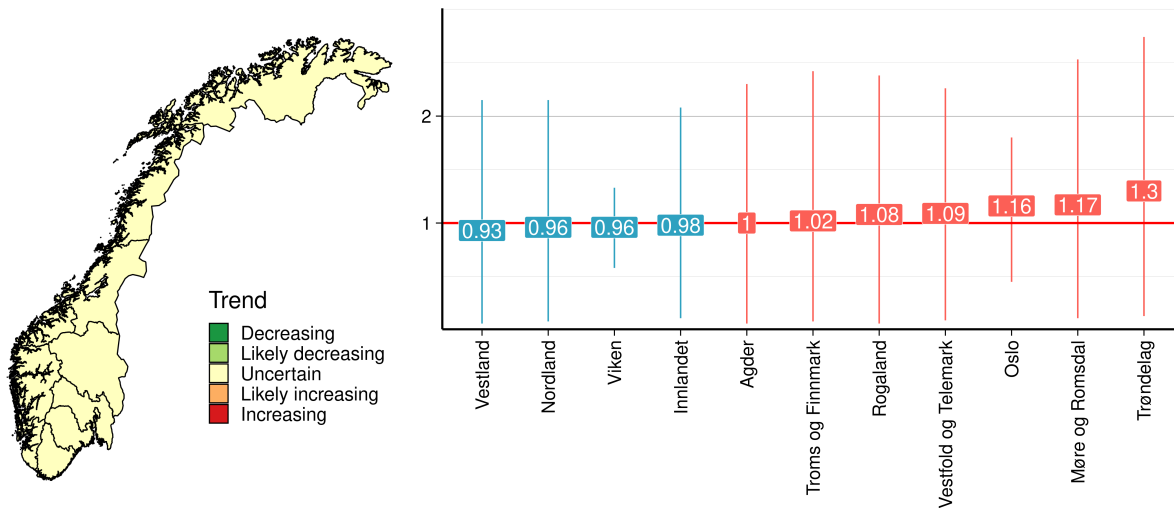 Trend
Decreasing
Likely decreasing
Uncertain
Likely increasing
Increasing
2
1
0.93
0.96
0.96
0.98
1
1.02
1.08
1.09
1.16
1.17
1.3
Vestland
Nordland
Viken
Innlandet
Agder
Troms og Finnmark
Rogaland
Vestfold og Telemark
Oslo
Møre og Romsdal
Trøndelag